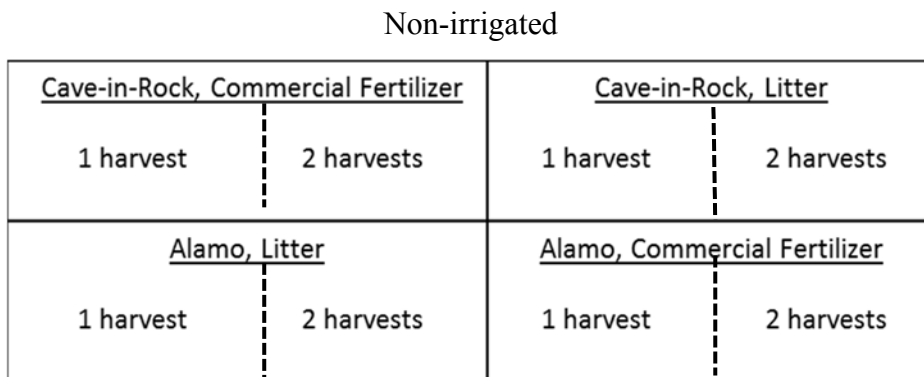 Non-irrigated
Cave-in-Rock, Commercial Fertilizer
1 harvest 2 harvests
Cave-in-Rock, Litter
1 harvest 2 harvests
Alamo, Litter
1 harvest 2 harvests
Alamo, Commercial Fertilizer
1 harvest 2 harvests